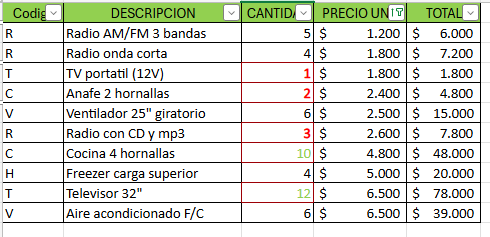 Codig DESCRIPCION CANTIDA PRECIO UN TOTAL
R Radio AM/FM 3 bandas 5 $ 1.200 $ 6.000
R Radio onda corta 4 $ 1.800 $ 7.200
T TV portatil (12V) 1 $ 1.800 $ 1.800
C Anafe 2 hornallas 2 $ 2.400 $ 4.800
V Ventilador 25" giratorio 6 $ 2.500 $ 15.000
R Radio con CD y mp3 3 $ 2.600 $ 7.800
C Cocina 4 hornallas 10 $ 4.800 $ 48.000
H Freezer carga superior 4 $ 5.000 $ 20.000
T Televisor 32" 12 $ 6.500 $ 78.000
V Aire acondicionado F/C 6 $ 6.500 $ 39.000